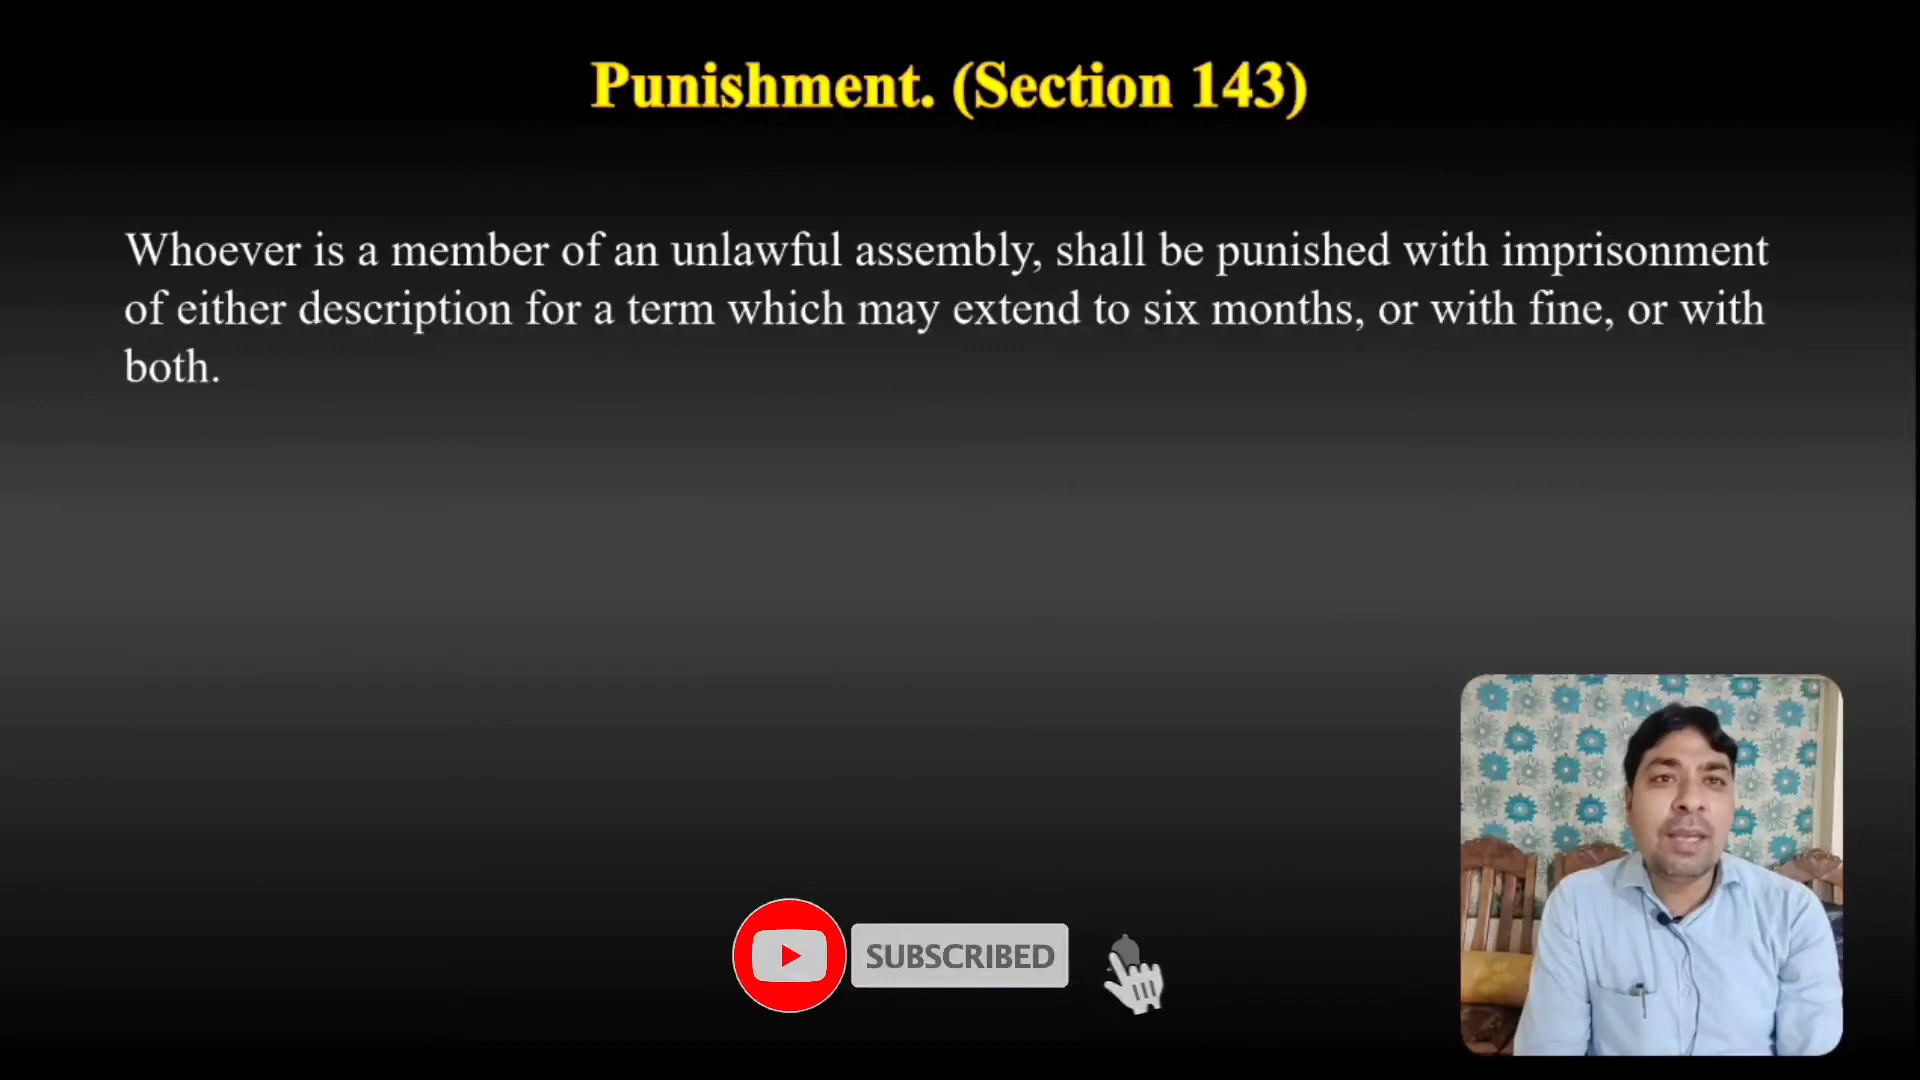 Punishment. (Section 143)
Whoever is a member of an unlawful assembly, shall be punished with imprisonment
of either description for a term which may extend to six months, or with fine, or with
both.
SUBSCRIBED